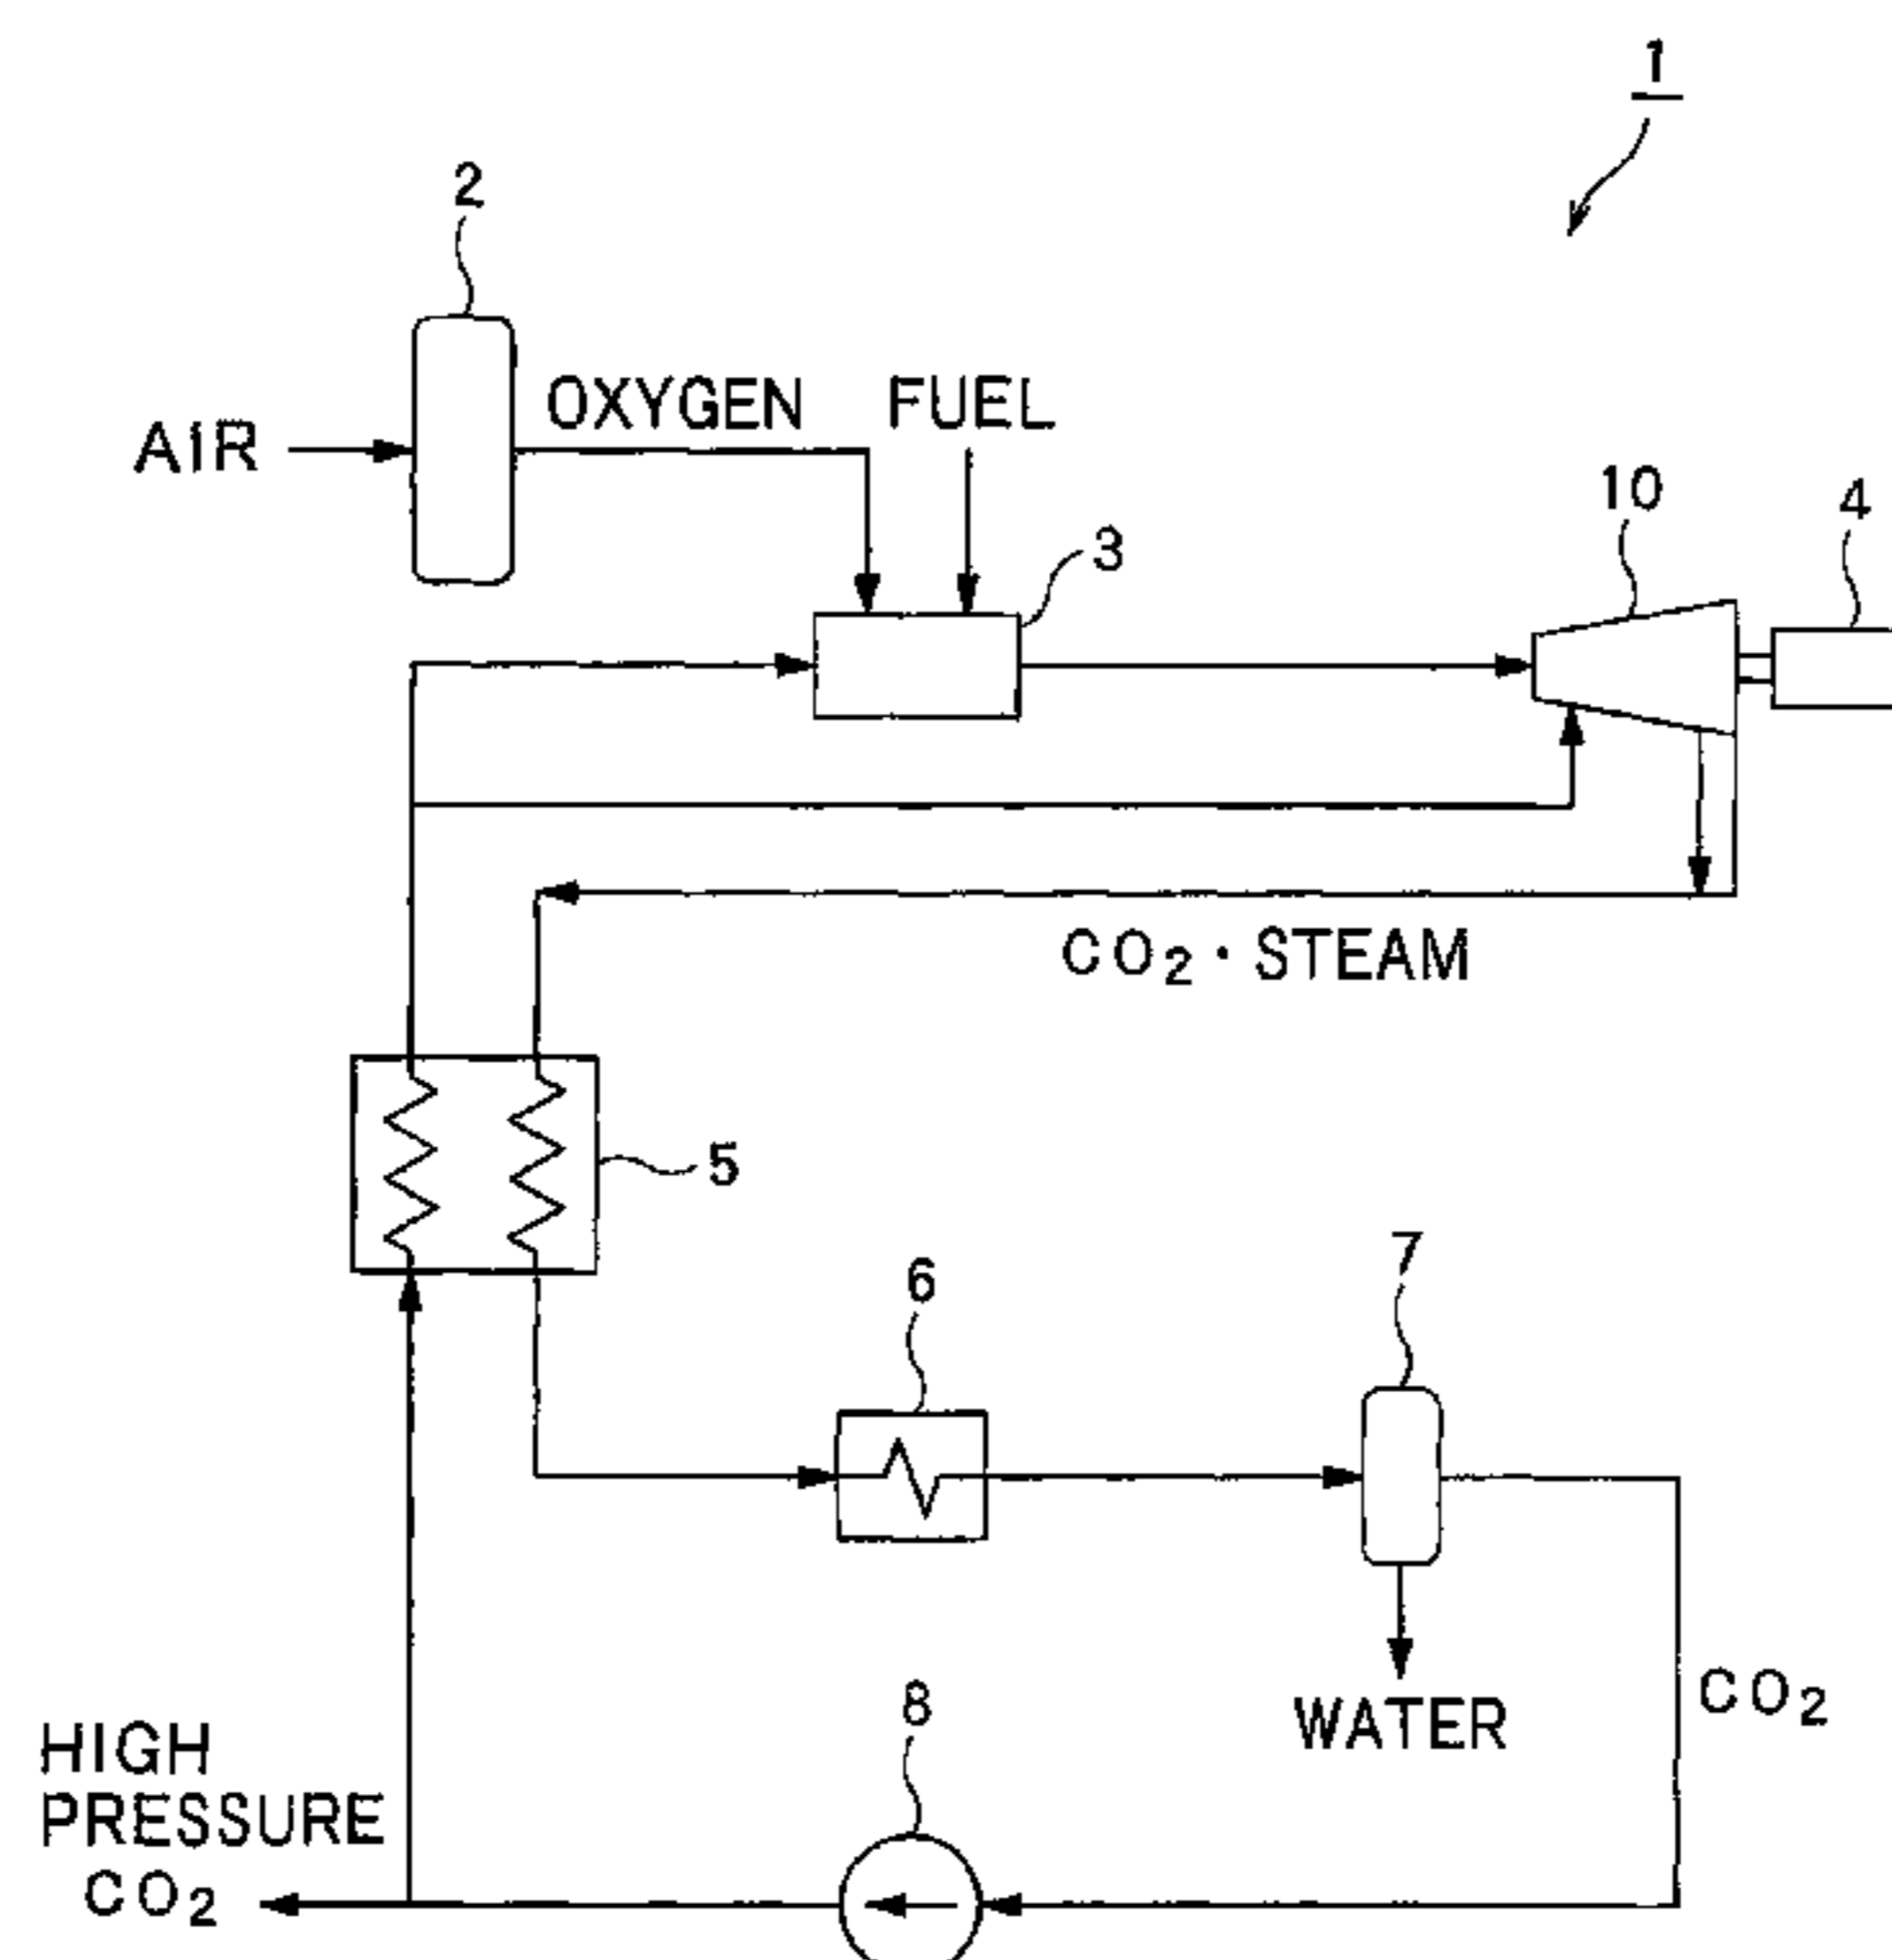 1
2
OXYGEN FUEL
AIR
10
4
3
CO₂・STEAM
5
6
7
8
CO₂
WATER
HIGH
PRESSURE
CO₂